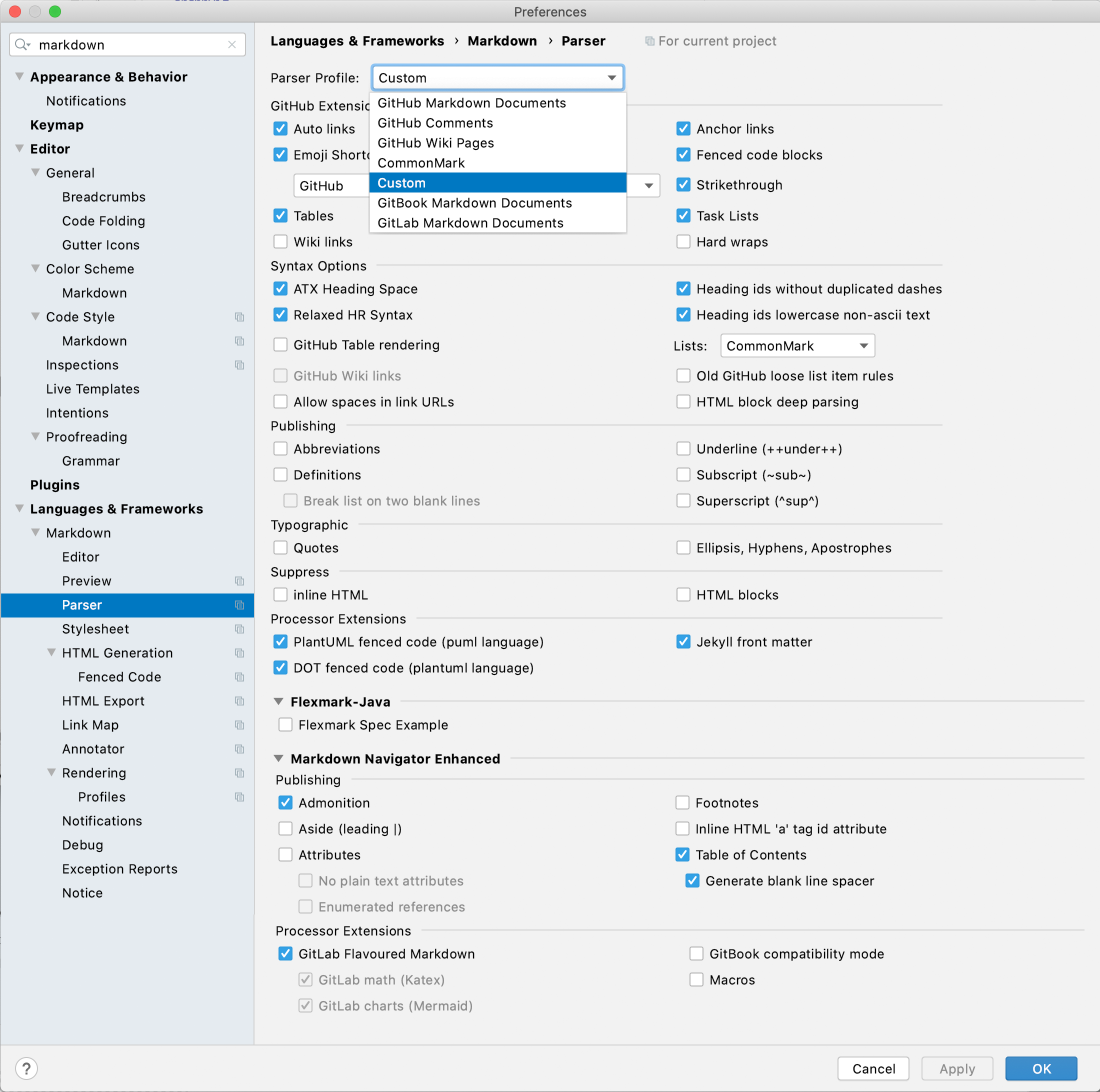 Preferences
markdown
Appearance & Behavior
Notifications
Keymap
Editor
General
Breadcrumbs
Code Folding
Gutter Icons
Color Scheme
Markdown
Code Style
Markdown
Inspections
Live Templates
Intentions
Proofreading
Grammar
Plugins
Languages & Frameworks
Markdown
Editor
Preview
Parser
Stylesheet
HTML Generation
Fenced Code
HTML Export
Link Map
Annotator
Rendering
Profiles
Notifications
Debug
Exception Reports
Notice
Languages & Frameworks › Markdown › Parser For current project
Parser Profile: Custom
GitHub Markdown Documents
GitHub Comments
GitHub Wiki Pages
CommonMark
Custom
GitBook Markdown Documents
GitLab Markdown Documents
GitHub Extensio
Auto links Anchor links
Emoji Shortc Fenced code blocks
GitHub Strikethrough
Tables Task Lists
Wiki links Hard wraps
Syntax Options
ATX Heading Space Heading ids without duplicated dashes
Relaxed HR Syntax Heading ids lowercase non-ascii text
GitHub Table rendering Lists: CommonMark
GitHub Wiki links Old GitHub loose list item rules
Allow spaces in link URLs HTML block deep parsing
Publishing
Abbreviations Underline (++under++)
Definitions Subscript (~sub~)
Break list on two blank lines Superscript (^sup^)
Typographic
Quotes Ellipsis, Hyphens, Apostrophes
Suppress
inline HTML HTML blocks
Processor Extensions
PlantUML fenced code (puml language) Jekyll front matter
DOT fenced code (plantuml language)
Flexmark-Java
Flexmark Spec Example
Markdown Navigator Enhanced
Publishing
Admonition Footnotes
Aside (leading |) Inline HTML 'a' tag id attribute
Attributes Table of Contents
No plain text attributes Generate blank line spacer
Enumerated references
Processor Extensions
GitLab Flavoured Markdown GitBook compatibility mode
GitLab math (Katex) Macros
GitLab charts (Mermaid)
? Cancel Apply OK